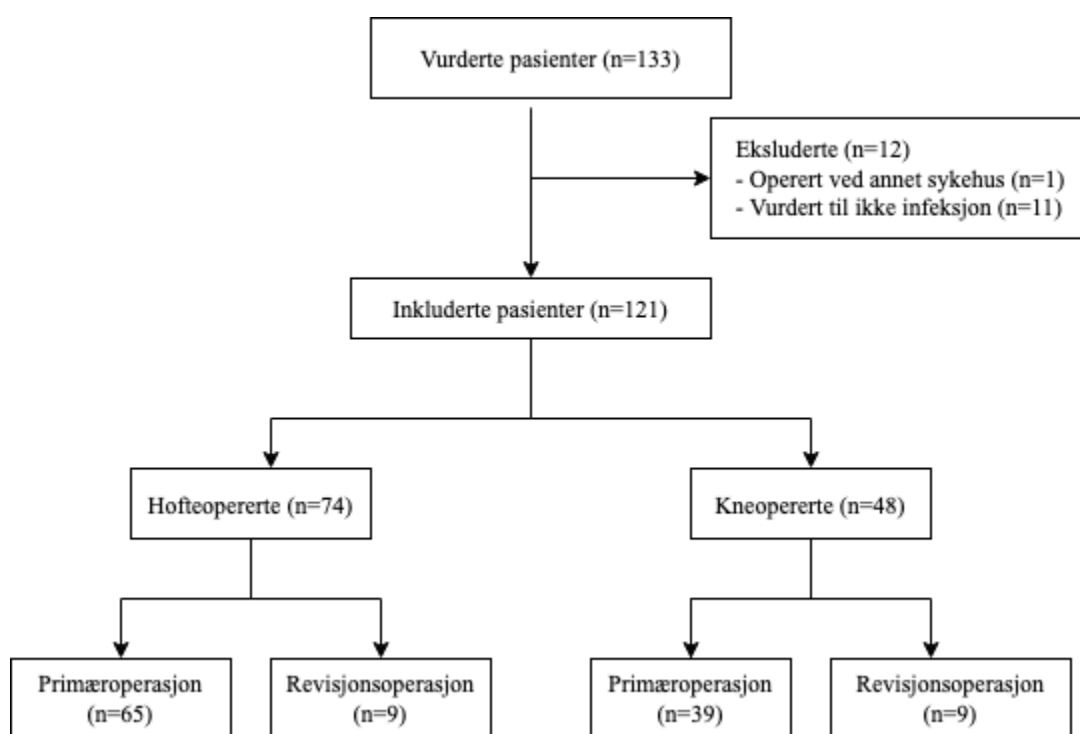 Vurderte pasienter (n=133)
Eksluderte (n=12)
- Operert ved annet sykehus (n=1)
- Vurdert til ikke infeksjon (n=11)
Inkluderte pasienter (n=121)
Hofteopererte (n=74)
Kneopererte (n=48)
Primæroperasjon
(n=65)
Revisjonsoperasjon
(n=9)
Primæroperasjon
(n=39)
Revisjonsoperasjon
(n=9)